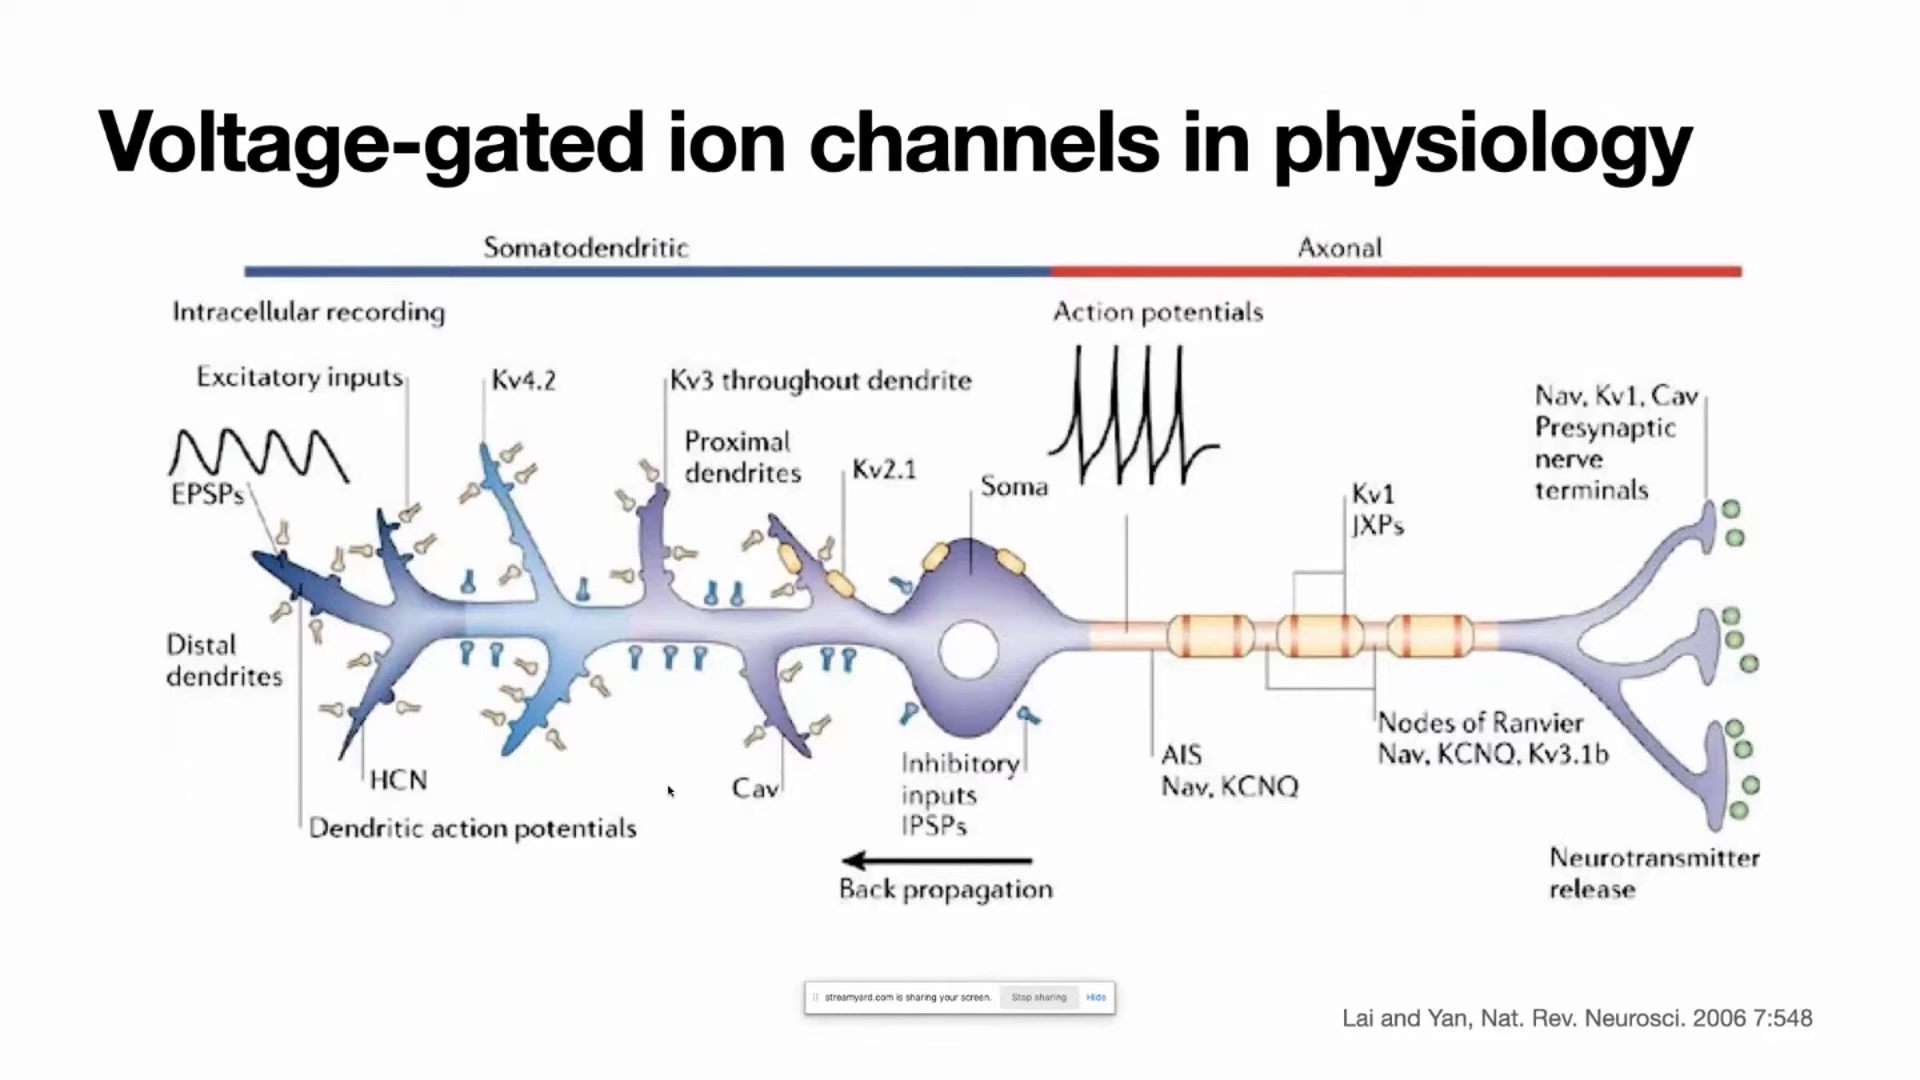 Voltage-gated ion channels in physiology
Somatodendritic
Axonal
Intracellular recording
Action potentials
Excitatory inputs
Kv4.2
Kv3 throughout dendrite
Nav, Kv1, Cav
Presynaptic
nerve
terminals
Proximal
dendrites
Kv2.1
Soma
EPSPs
Kv1
JXPs
Distal
dendrites
Nodes of Ranvier
Nav, KCNQ, Kv3.1b
AIS
Nav, KCNQ
HCN
Cav
Inhibitory
inputs
IPSPs
Dendritic action potentials
Back propagation
Neurotransmitter
release
streamyard.com is sharing your screen.
Stop sharing
Hide
Lai and Yan, Nat. Rev. Neurosci. 2006 7:548